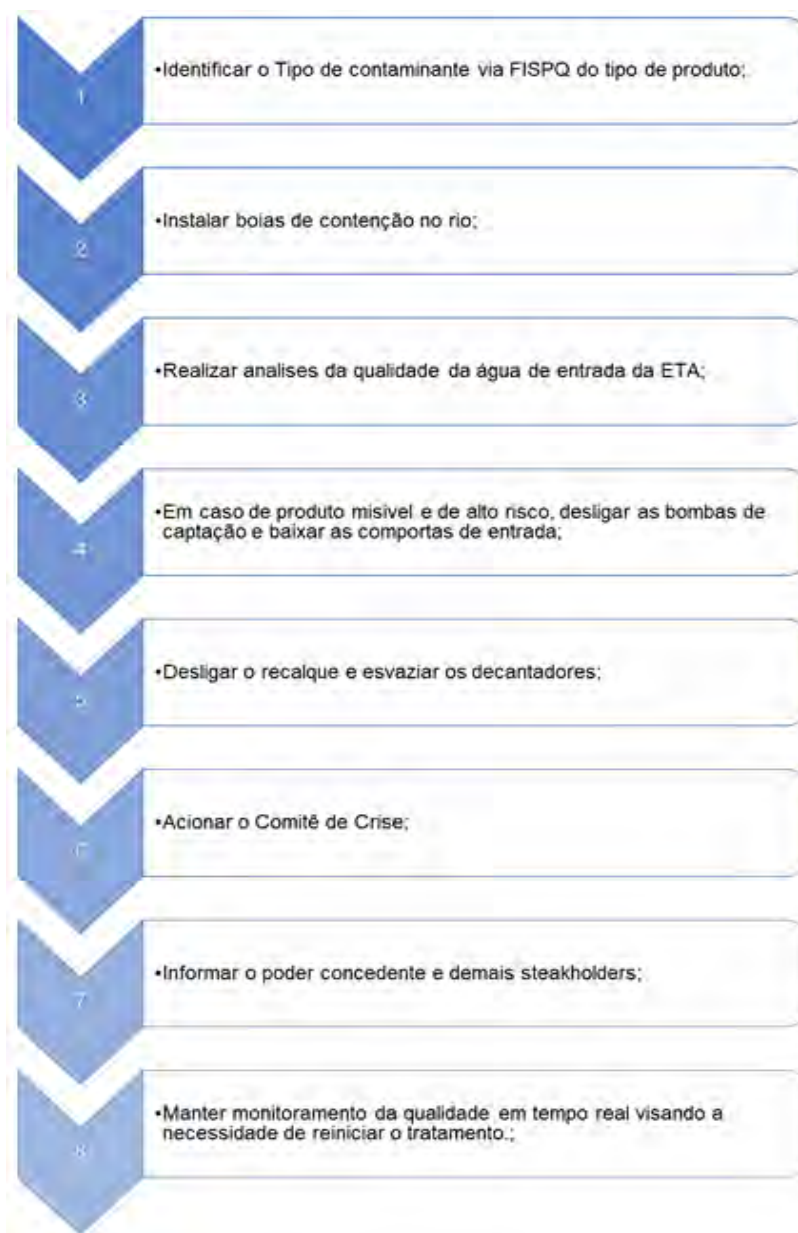 1
•Identificar o Tipo de contaminante via FISPQ do tipo de produto;
2
•Instalar boias de contenção no rio;
3
•Realizar analises da qualidade da água de entrada da ETA;
4
•Em caso de produto misivel e de alto risco, desligar as bombas de
captação e baixar as comportas de entrada;
5
•Desligar o recalque e esvaziar os decantadores;
6
•Acionar o Comitê de Crise;
7
•Informar o poder concedente e demais steakholders;
8
•Manter monitoramento da qualidade em tempo real visando a
necessidade de reiniciar o tratamento.;